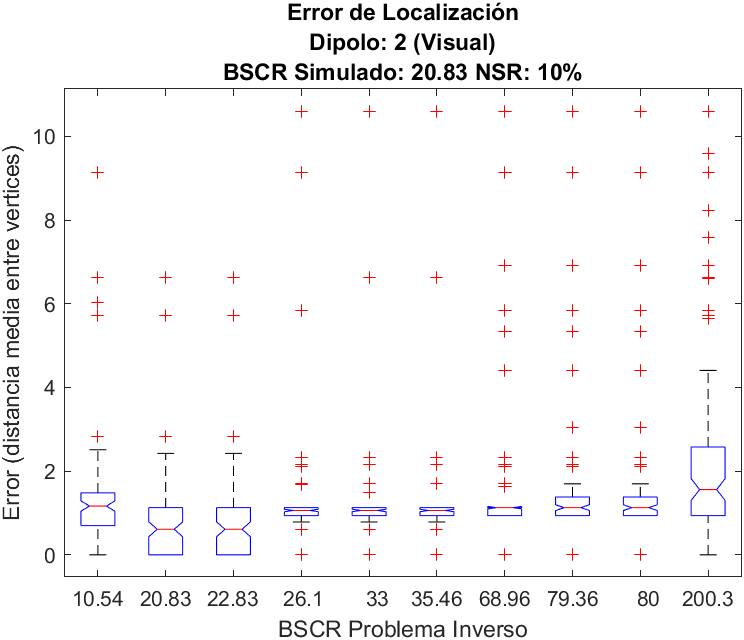 Error de Localización
Dipolo: 2 (Visual)
BSCR Simulado: 20.83 NSR: 10%
Error (distancia media entre vertices)
10
8
6
4
2
0
10.54 20.83 22.83 26.1 33 35.46 68.96 79.36 80 200.3
BSCR Problema Inverso